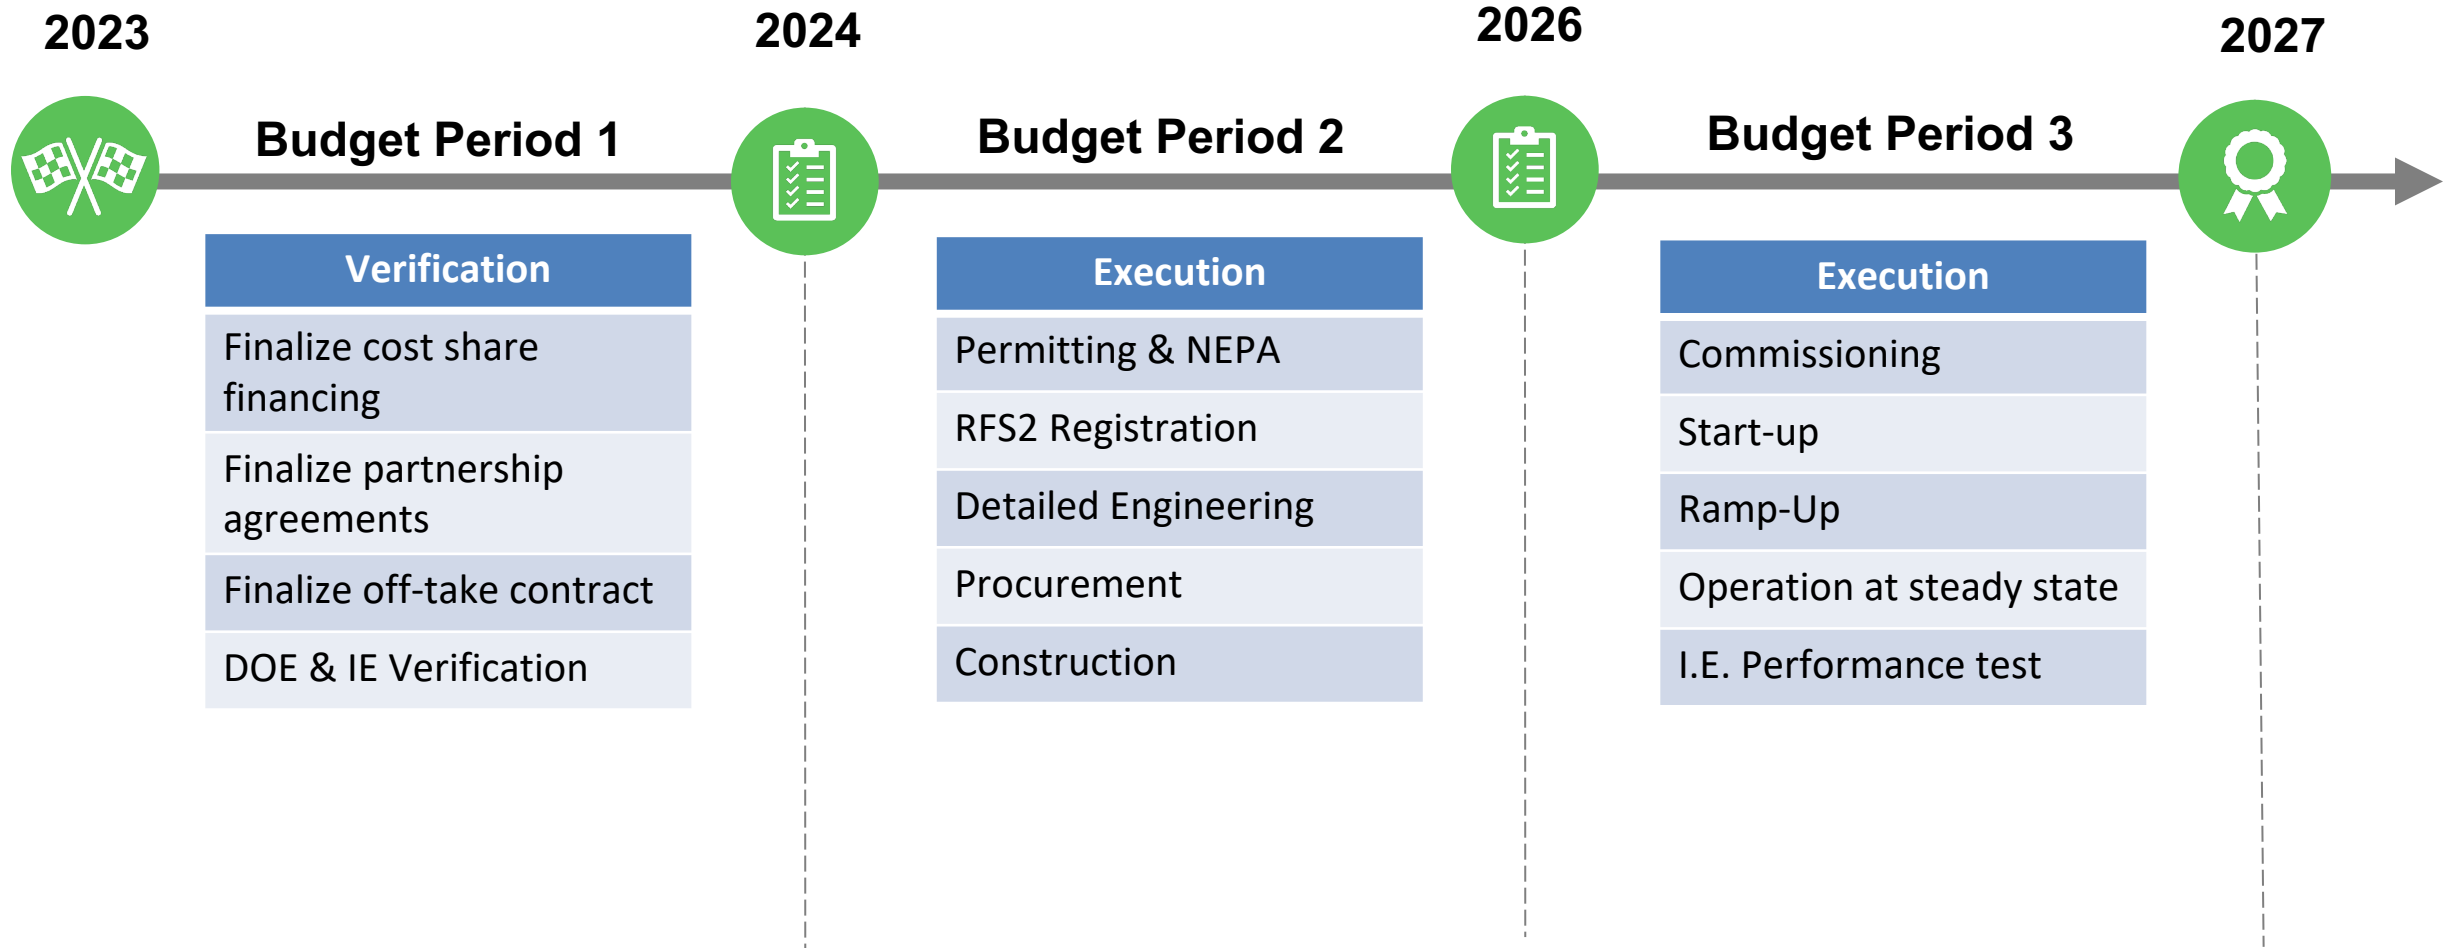 2023
2024
2026
2027
Budget Period 1
Budget Period 2
Budget Period 3
Verification
Finalize cost share
financing
Finalize partnership
agreements
Finalize off-take contract
DOE & IE Verification
Execution
Permitting & NEPA
RFS2 Registration
Detailed Engineering
Procurement
Construction
Execution
Commissioning
Start-up
Ramp-Up
Operation at steady state
I.E. Performance test